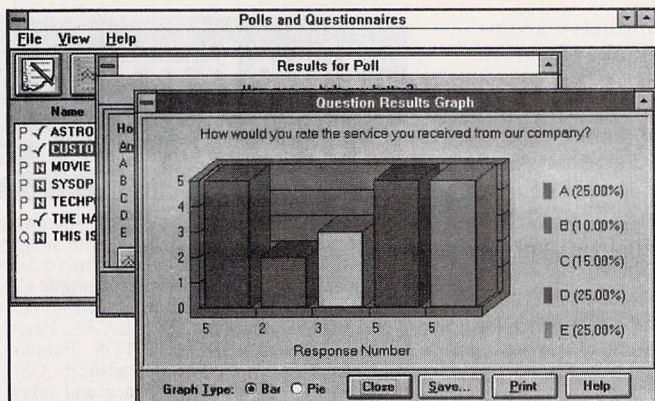 Polls and Questionnaires
File View Help
Results for Poll
Question Results Graph
Name
P ASTRO
P CUSTO
P N MOVIE
P N SYSOP
P N TECHP
P THE HA
Q N THIS IS
Ho
An
A
B
C
D
E
How would you rate the service you received from our company?
5
4
3
2
1
0
5 2 3 5 5
Response Number
A (25.00%)
B (10.00%)
C (15.00%)
D (25.00%)
E (25.00%)
Graph Type: Bar Pie Close Save... Print Help